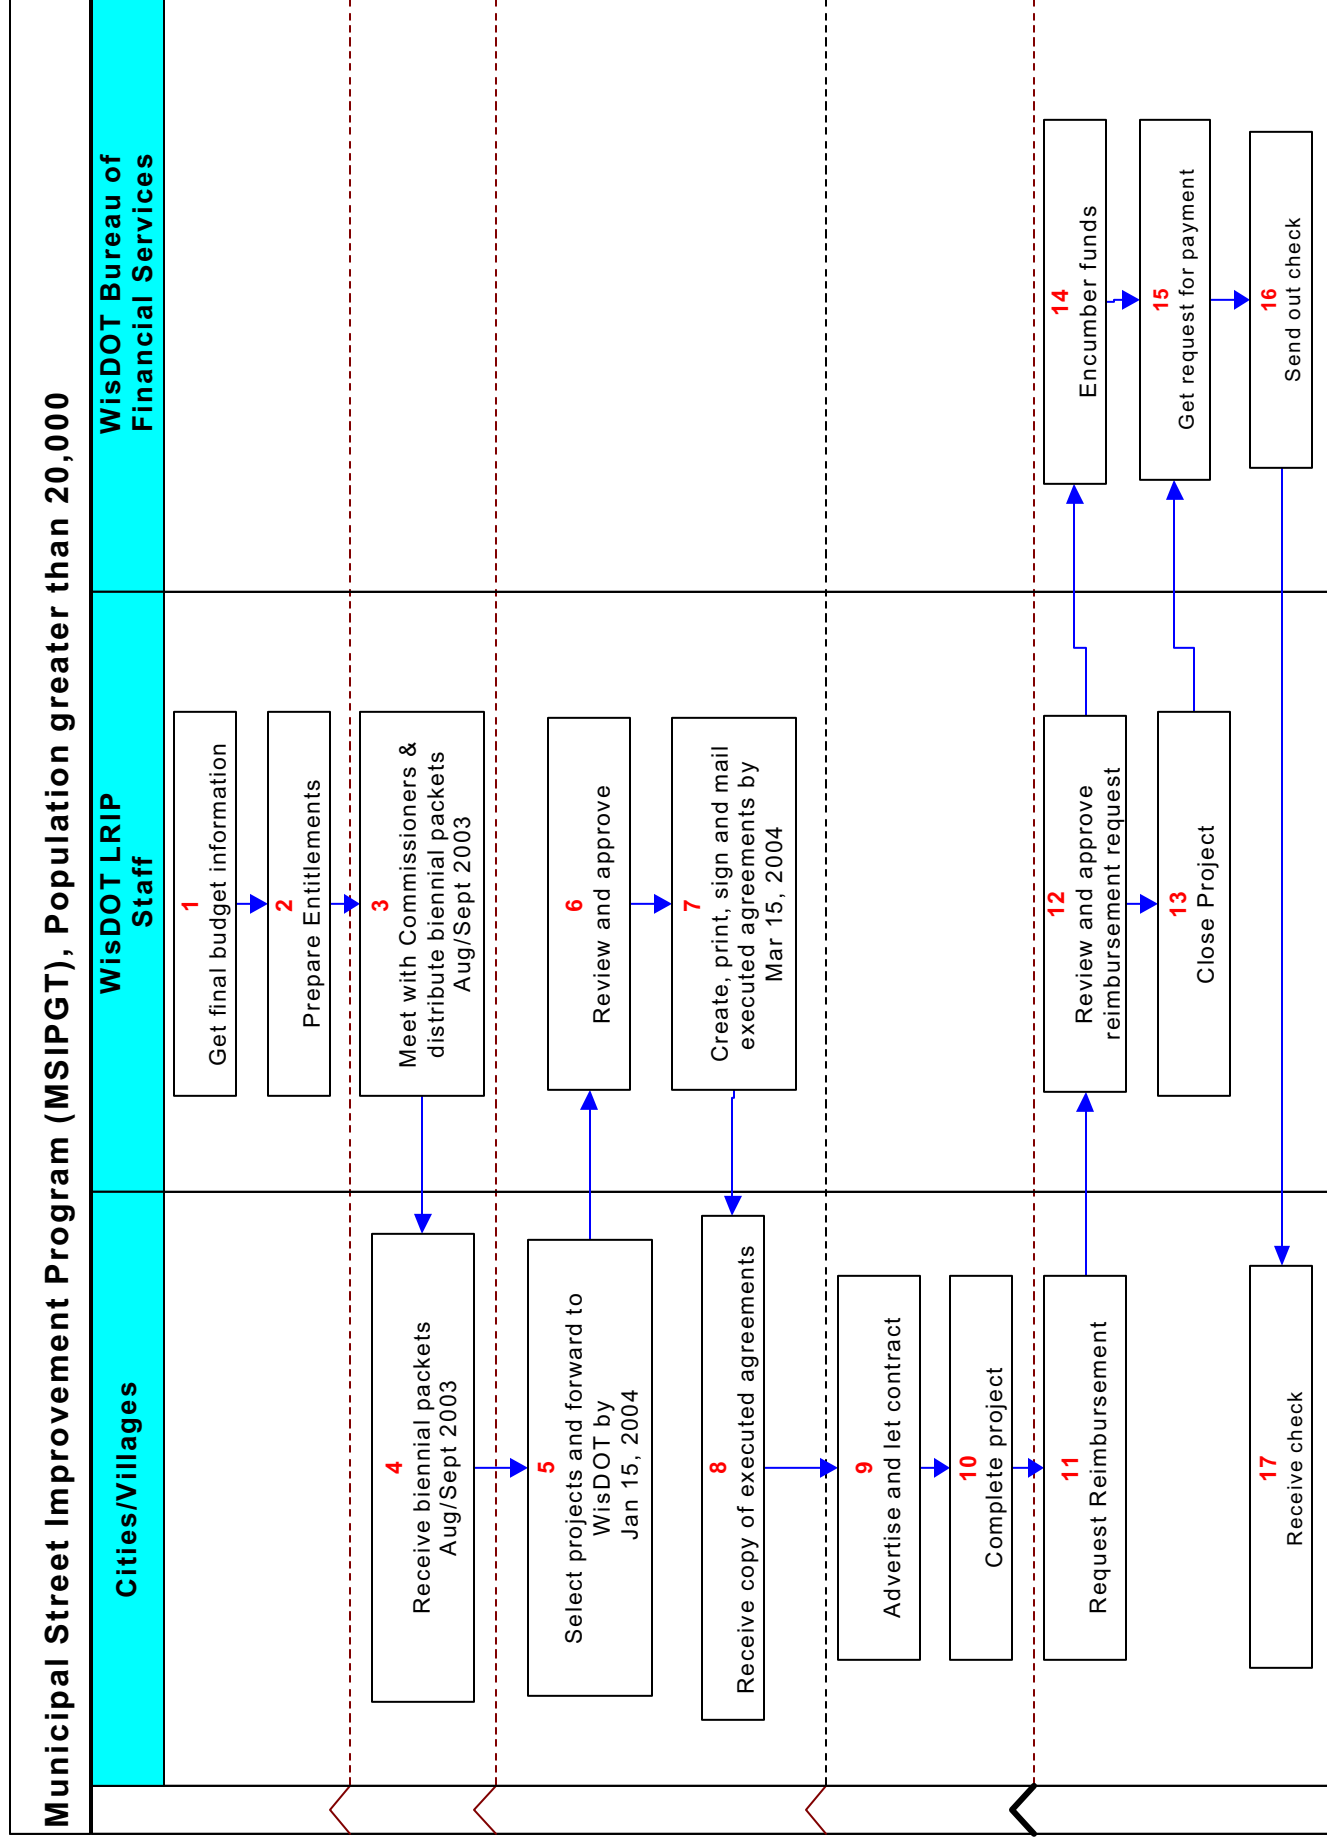 Municipal Street Improvement Program (MSIPGT), Population greater than 20,000
Cities/Villages
WisDOT LRIP
Staff
WisDOT Bureau of
Financial Services
1
Get final budget information
2
Prepare Entitlements
3
Meet with Commissioners &
distribute biennial packets
Aug/Sept 2003
4
Receive biennial packets
Aug/Sept 2003
5
Select projects and forward to
WisDOT by
Jan 15, 2004
6
Review and approve
7
Create, print, sign and mail
executed agreements by
Mar 15, 2004
8
Receive copy of executed agreements
9
Advertise and let contract
10
Complete project
11
Request Reimbursement
12
Review and approve
reimbursement request
13
Close Project
14
Encumber funds
15
Get request for payment
16
Send out check
17
Receive check